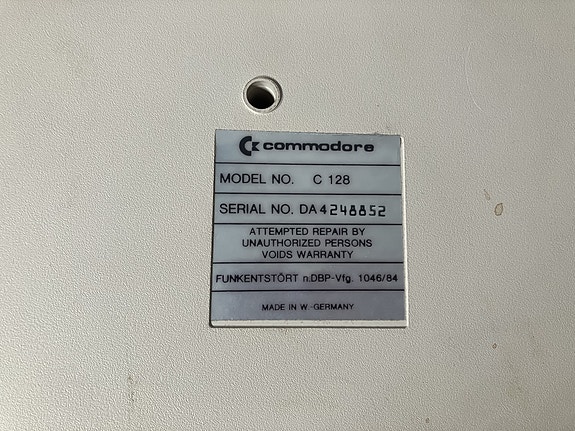 commodore
MODEL NO. C 128
SERIAL NO. DA4248852
ATTEMPTED REPAIR BY
UNAUTHORIZED PERSONS
VOIDS WARRANTY
FUNKENTSTÖRT n.DBP-Vfg. 1046/84
MADE IN W.-GERMANY